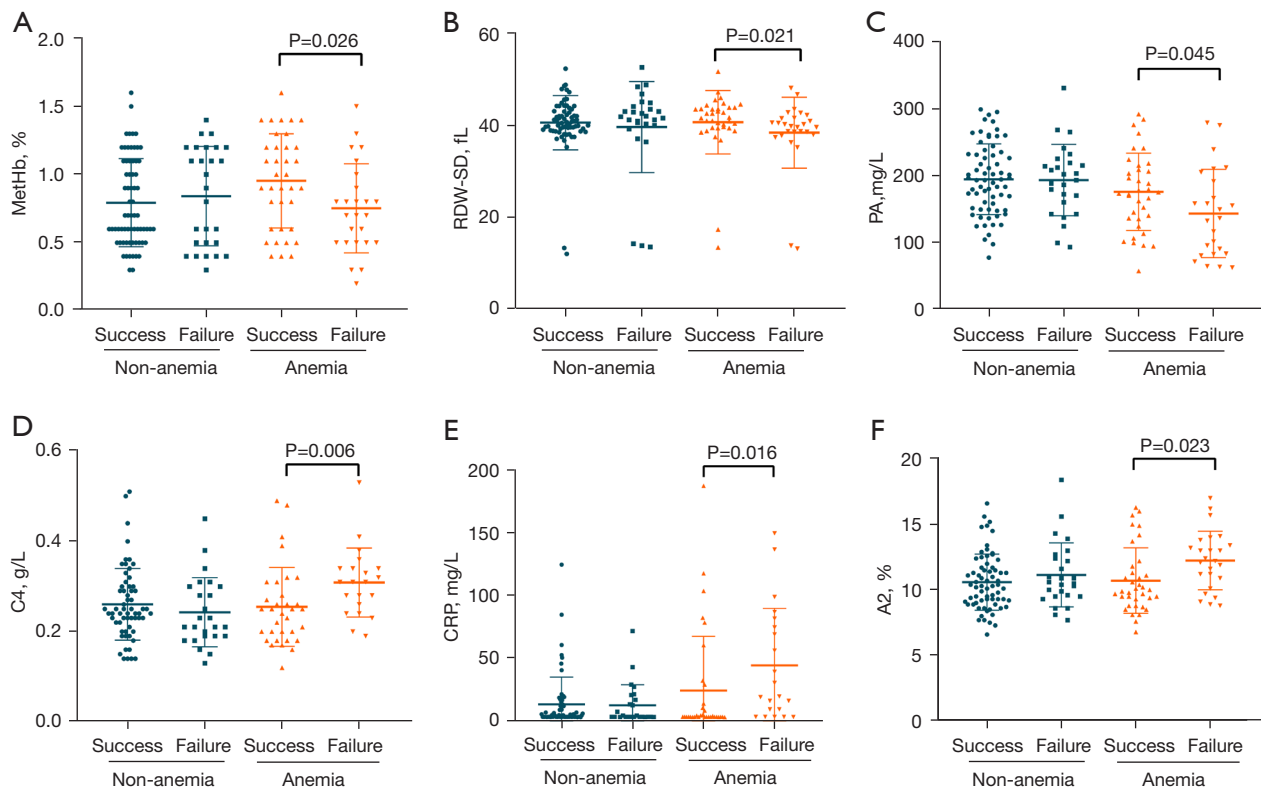 A
MetHb, %
2.0
1.5
1.0
0.5
0.0
P=0.026
Success Failure Success Failure
Non-anemia Anemia
B
RDW-SD, fL
60
40
20
0
P=0.021
Success Failure Success Failure
Non-anemia Anemia
C
PA,mg/L
400
300
200
100
0
P=0.045
Success Failure Success Failure
Non-anemia Anemia
D
C4, g/L
0.6
0.4
0.2
0.0
P=0.006
Success Failure Success Failure
Non-anemia Anemia
E
CRP, mg/L
200
150
100
50
0
P=0.016
Success Failure Success Failure
Non-anemia Anemia
F
A2, %
20
15
10
5
0
P=0.023
Success Failure Success Failure
Non-anemia Anemia